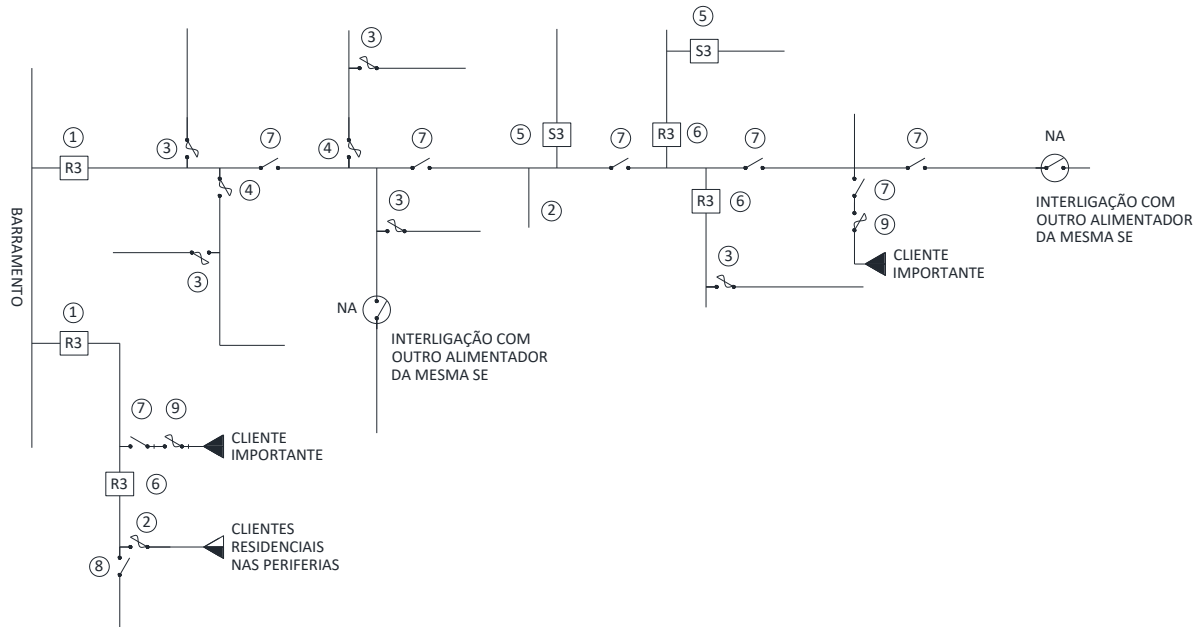 5
S3
3
1
R3
3
7
4
7
5
S3
7
R3
6
7
7
NA
INTERLIGAÇÃO COM
OUTRO ALIMENTADOR
DA MESMA SE
4
3
2
R3
6
7
9
CLIENTE
IMPORTANTE
3
3
BARRAMENTO
1
R3
NA
INTERLIGAÇÃO COM
OUTRO ALIMENTADOR
DA MESMA SE
7
9
CLIENTE
IMPORTANTE
R3
6
2
CLIENTES
RESIDENCIAIS
NAS PERIFERIAS
8